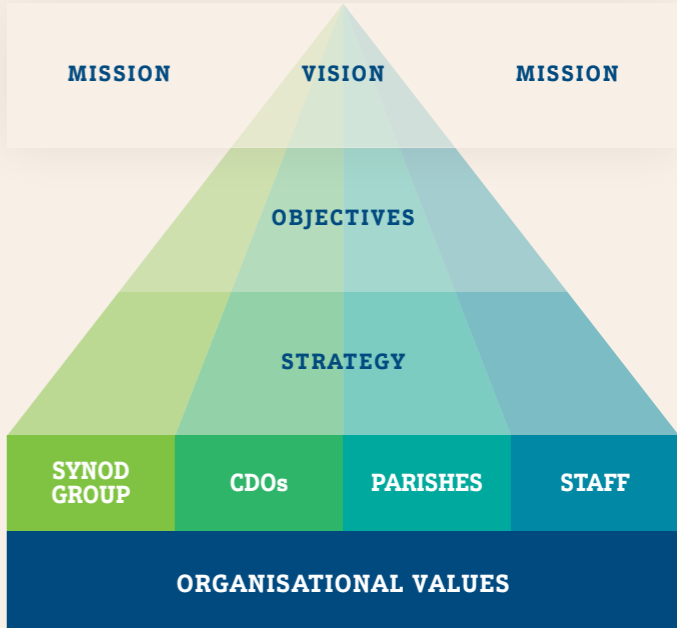 MISSION VISION MISSION
OBJECTIVES
STRATEGY
SYNOD
GROUP
CDOs
PARISHES
STAFF
ORGANISATIONAL VALUES